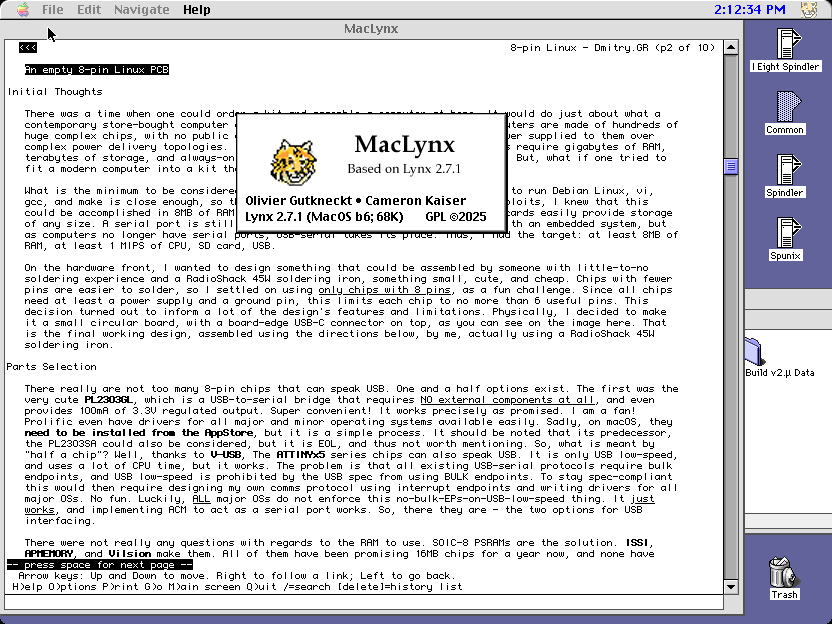 File Edit Navigate Help
2:12:34 PM
MacLynx
<<<
8-pin Linux - Dmitry.GR (p2 of 10)
An empty 8-pin Linux PCB
Initial Thoughts
There was a time when one could order
would do just about what a
contemporary store-bought computer
ters are made of hundreds of
huge complex chips, with no public
wer supplied to them over
complex power delivery topologies.
require gigabytes of RAM,
terabytes of storage, and always-on
But, what if one tried to
fit a modern computer into a kit
What is the minimum to be considere
to run Debian Linux, vi,
gcc, and make is close enough, so
ploits, I knew that this
could be accomplished in 8MB of RAM
cards easily provide storage
of any size. A serial port is still
th an embedded system, but
as computers no longer have serial ports, USB-serial takes its place. Thus, I had the target: at least 8MB of
RAM, at least 1 MIPS of CPU, SD card, USB.
MacLynx
Based on Lynx 2.7.1
Olivier Gutkneckt • Cameron Kaiser
Lynx 2.7.1 (MacOS b6; 68K) GPL ©2025
On the hardware front, I wanted to design something that could be assembled by someone with little-to-no
soldering experience and a RadioShack 45W soldering iron, something small, cute, and cheap. Chips with fewer
pins are easier to solder, so I settled on using only chips with 8 pins, as a fun challenge. Since all chips
need at least a power supply and a ground pin, this limits each chip to no more than 6 useful pins. This
decision turned out to inform a lot of the design's features and limitations. Physically, I decided to make
it a small circular board, with a board-edge USB-C connector on top, as you can see on the image here. That
is the final working design, assembled using the directions below, by me, actually using a RadioShack 45W
soldering iron.
Parts Selection
There really are not too many 8-pin chips that can speak USB. One and a half options exist. The first was the
very cute PL2303GL, which is a USB-to-serial bridge that requires NO external components at all, and even
provides 100mA of 3.3V regulated output. Super convenient! It works precisely as promised. I am a fan!
Prolific even have drivers for all major and minor operating systems available easily. Sadly, on macOS, they
need to be installed from the AppStore, but it is a simple process. It should be noted that its predecessor,
the PL2303SA could also be considered, but it is EOL, and thus not worth mentioning. So, what is meant by
"half a chip"? Well, thanks to V-USB, The ATTINYx5 series chips can also speak USB. It is only USB low-speed,
and uses a lot of CPU time, but it works. The problem is that all existing USB-serial protocols require bulk
endpoints, and USB low-speed is prohibited by the USB spec from using BULK endpoints. To stay spec-compliant
this would then require designing my own comms protocol using interrupt endpoints and writing drivers for all
major OSs. No fun. Luckily, ALL major OSs do not enforce this no-bulk-EPs-on-USB-low-speed thing. It just
works, and implementing ACM to act as a serial port works. So, there they are - the two options for USB
interfacing.
There were not really any questions with regards to the RAM to use. SOIC-8 PSRAMs are the solution. ISSI,
APMEMORY, and Vilsion make them. All of them have been promising 16MB chips for a year now, and none have
-- press space for next page --
Arrow keys: Up and Down to move. Right to follow a link; Left to go back.
H)elp O)ptions P)rint G)o M)ain screen Q)uit /=search [delete]=history list
I Eight Spindler
Common
Spindler
Spunix
Build v2.µ Data
Trash